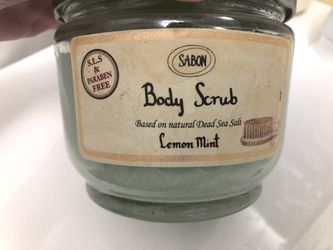 SABON
S.L.S
&
PARABEN
FREE
Body Scrub
Based on natural Dead Sea Salt
Lemon Mint